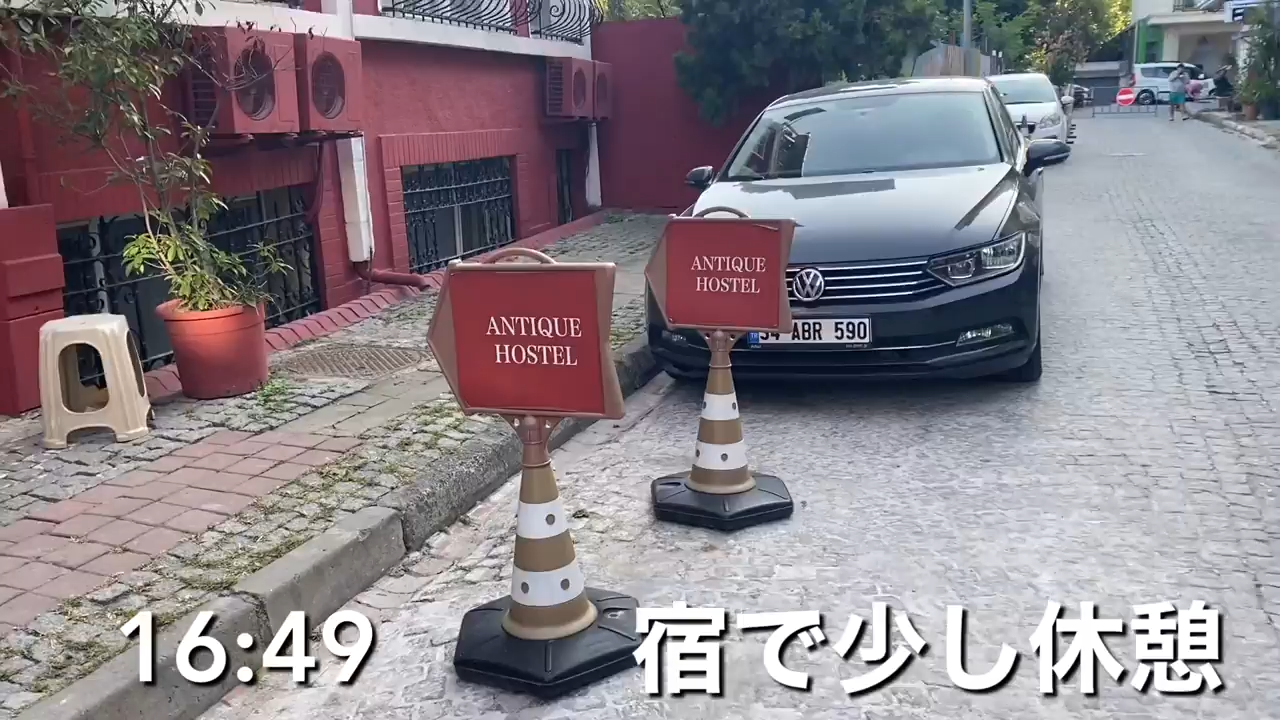 ANTIQUE
HOSTEL
ANTIQUE
HOSTEL
34 ABR 590
16:49
宿で少し休憩